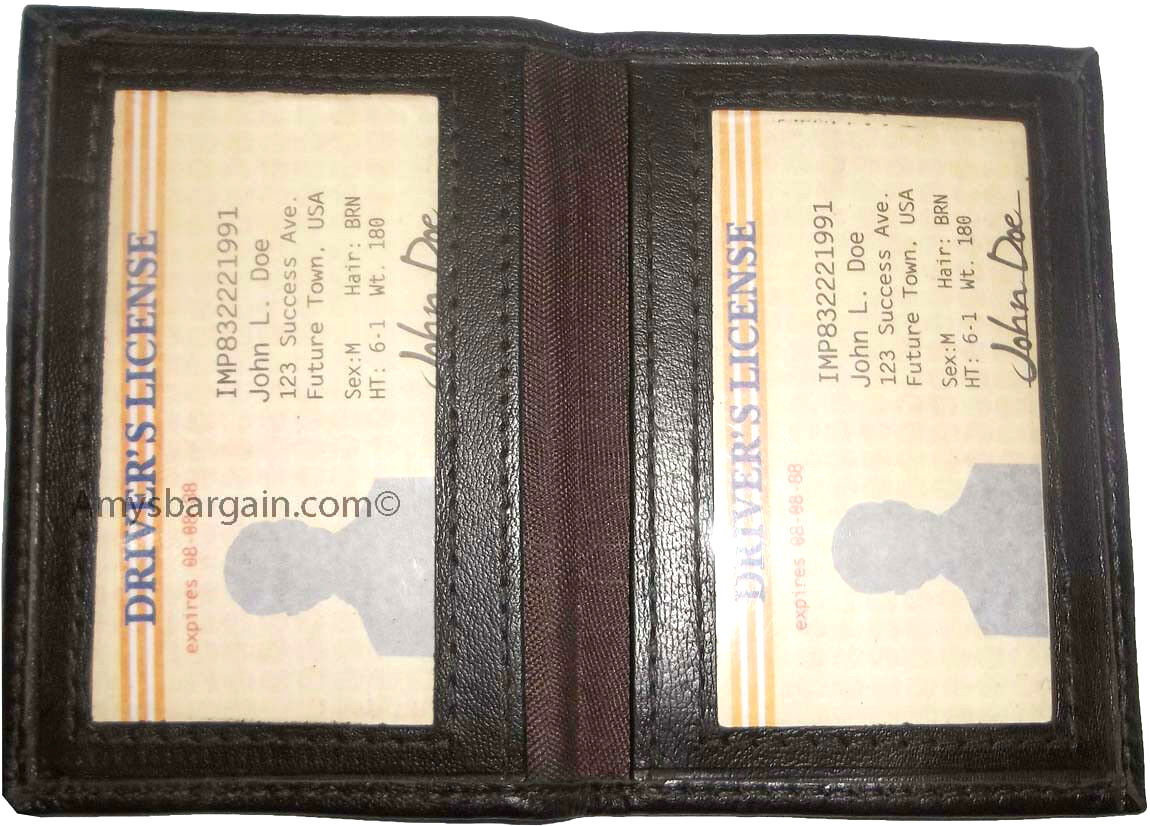 DRIVER'S LICENSE
expires 08-08-88
IMP832221991
John L. Doe
123 Success Ave.
Future Town, USA
Sex:M Hair: BRN
HT: 6-1 Wt. 180
John Doe
Amysbargain.com©
DRIVER'S LICENSE
expires 08-08-88
IMP832221991
John L. Doe
123 Success Ave.
Future Town, USA
Sex:M Hair: BRN
HT: 6-1 Wt. 180
John Doe